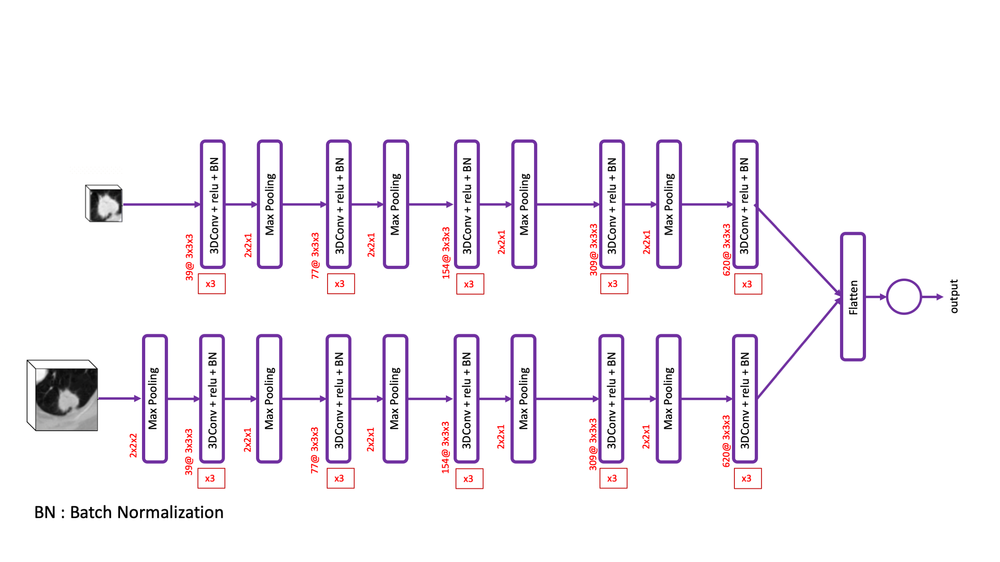 39@ 3x3x3
3DConv + relu + BN
x3
2x2x1
Max Pooling
77@ 3x3x3
3DConv + relu + BN
x3
2x2x1
Max Pooling
154@ 3x3x3
3DConv + relu + BN
x3
2x2x1
Max Pooling
309@ 3x3x3
3DConv + relu + BN
x3
2x2x1
Max Pooling
620@ 3x3x3
3DConv + relu + BN
x3
2x2x2
Max Pooling
39@ 3x3x3
3DConv + relu + BN
x3
2x2x1
Max Pooling
77@ 3x3x3
3DConv + relu + BN
x3
2x2x1
Max Pooling
154@ 3x3x3
3DConv + relu + BN
x3
2x2x1
Max Pooling
309@ 3x3x3
3DConv + relu + BN
x3
2x2x1
Max Pooling
620@ 3x3x3
3DConv + relu + BN
x3
Flatten
output
BN : Batch Normalization